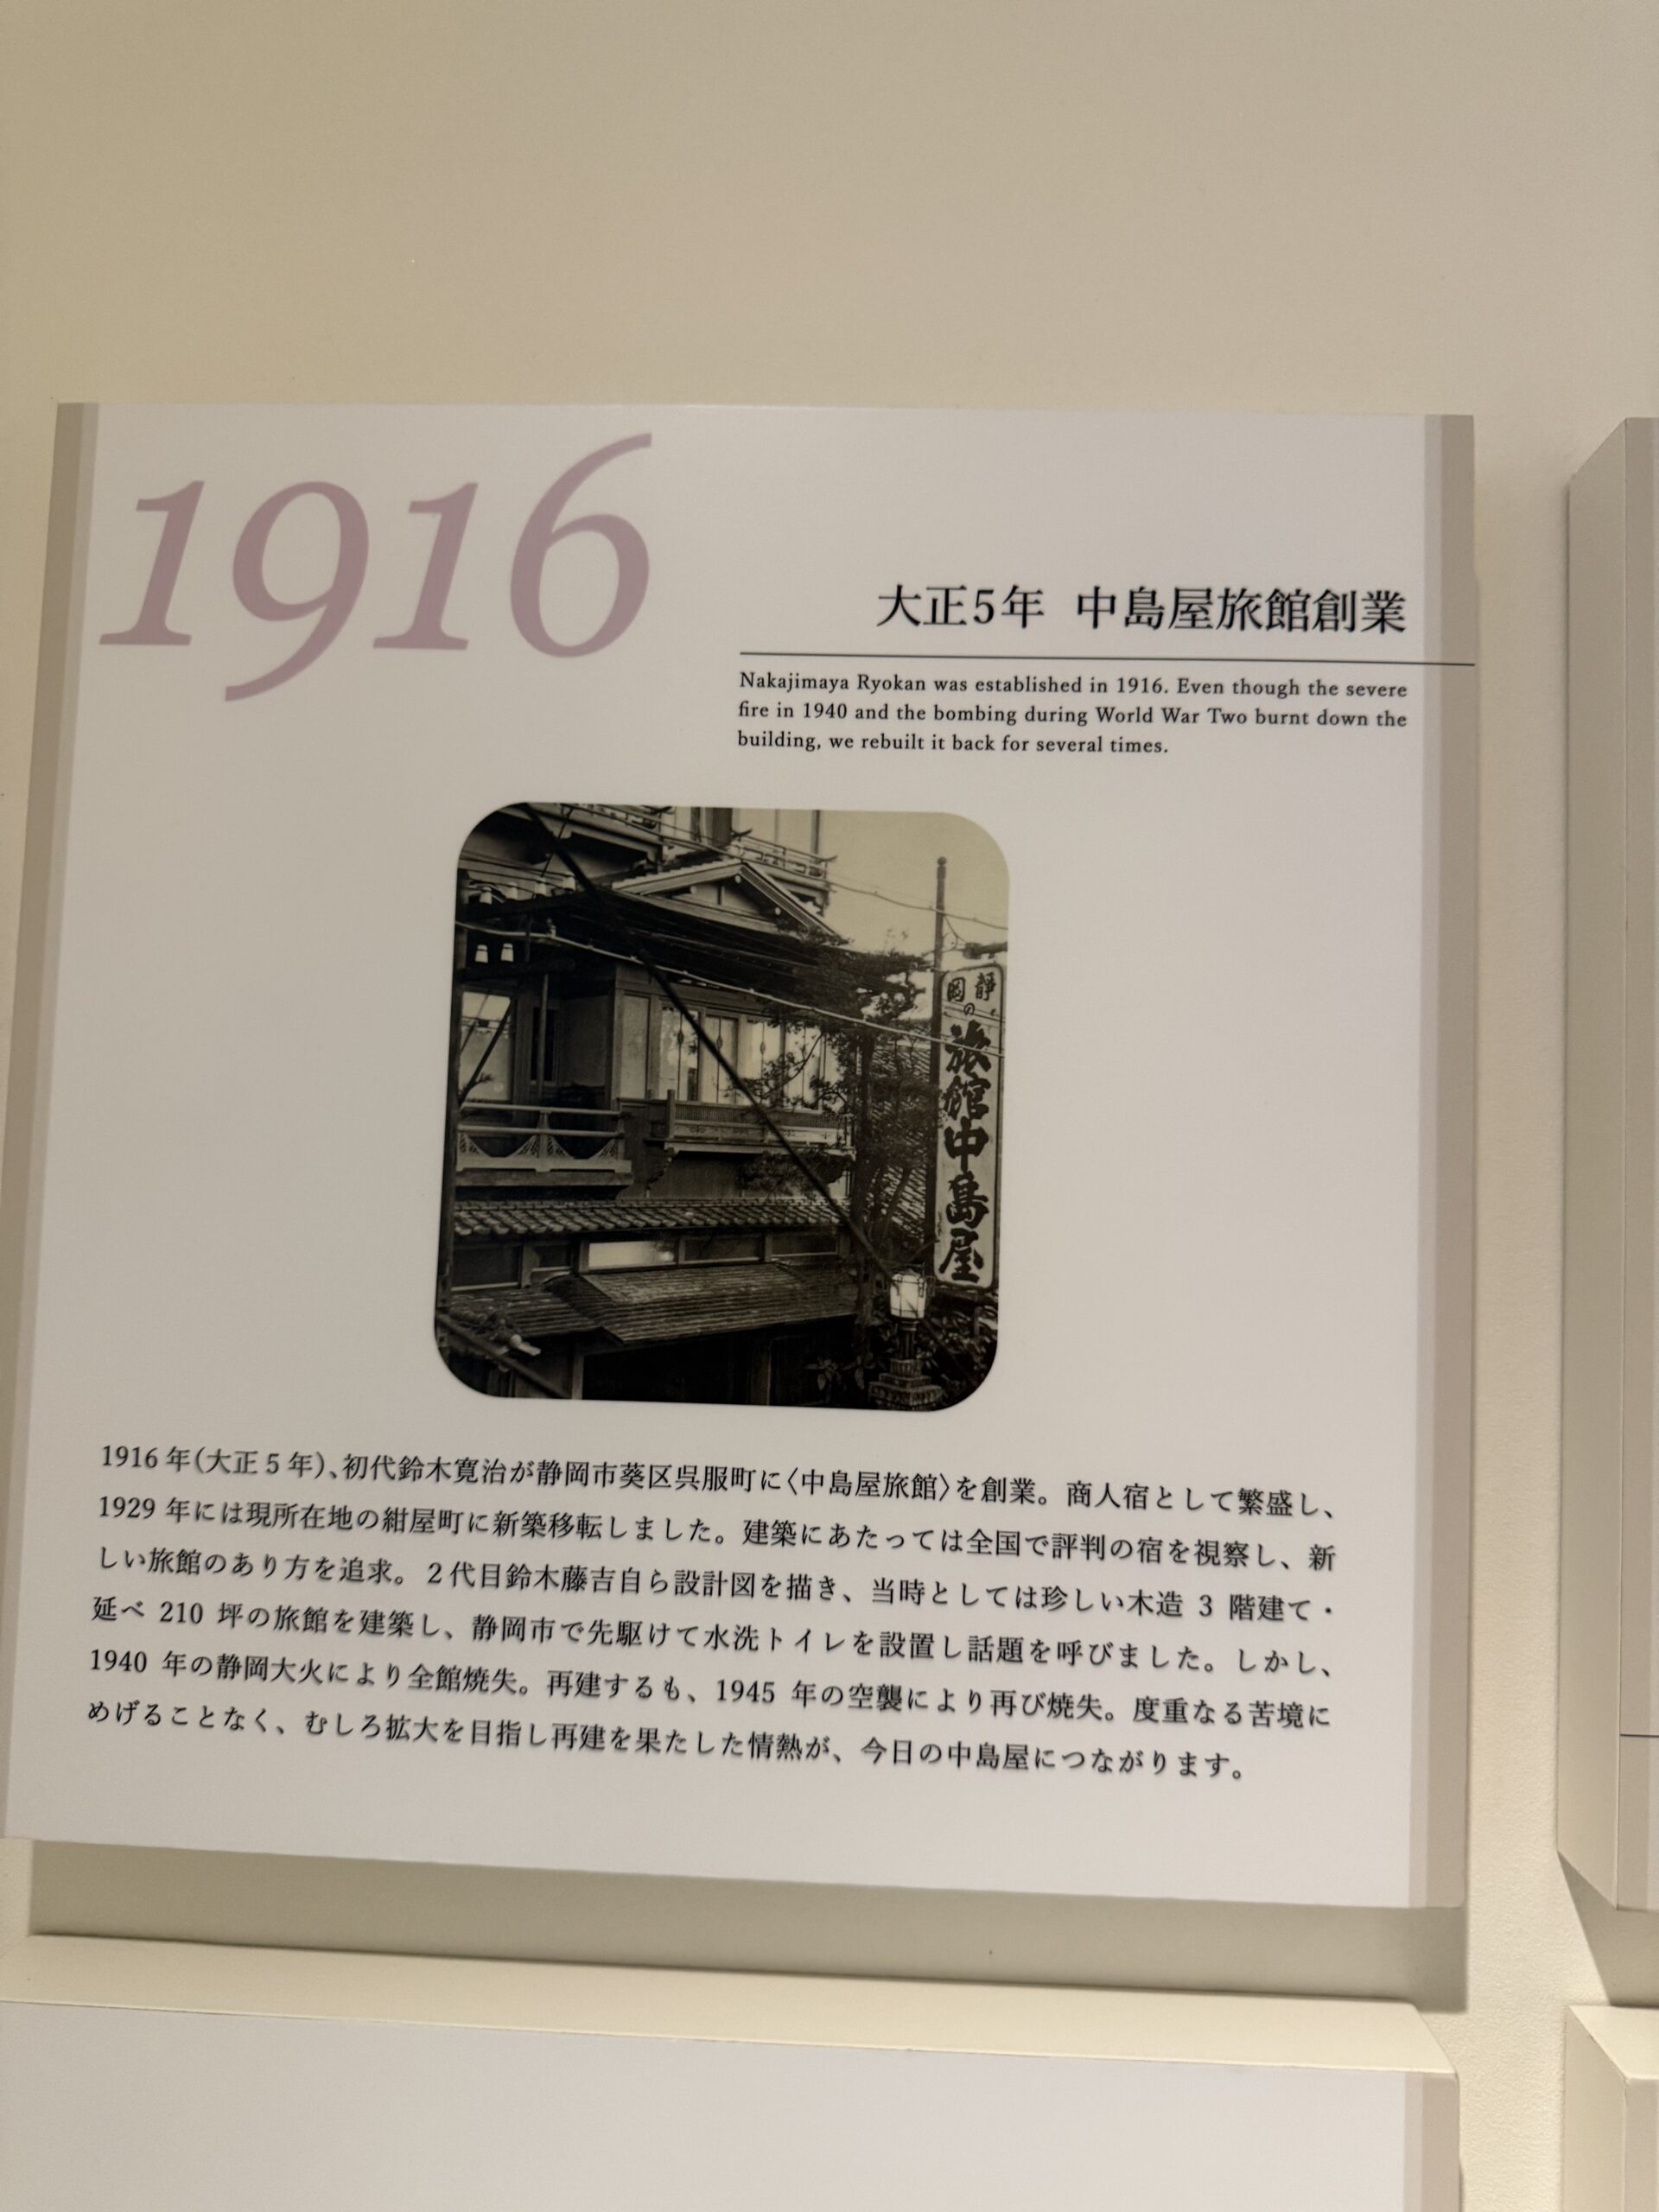 1916
大正5年 中島屋旅館創業
Nakajimaya Ryokan was established in 1916. Even though the severe
fire in 1940 and the bombing during World War Two burnt down the
building, we rebuilt it back for several times.
静岡の
旅館中島屋
1916年(大正5年)、初代鈴木寛治が静岡市葵区呉服町に〈中島屋旅館〉を創業。商人宿として繁盛し、
1929年には現所在地の紺屋町に新築移転しました。建築にあたっては全国で評判の宿を視察し、新
しい旅館のあり方を追求。2代目鈴木藤吉自ら設計図を描き、当時としては珍しい木造 3 階建て・
延べ 210 坪の旅館を建築し、静岡市で先駆けて水洗トイレを設置し話題を呼びました。しかし、
1940 年の静岡大火により全館焼失。再建するも、1945 年の空襲により再び焼失。度重なる苦境に
めげることなく、むしろ拡大を目指し再建を果たした情熱が、今日の中島屋につながります。